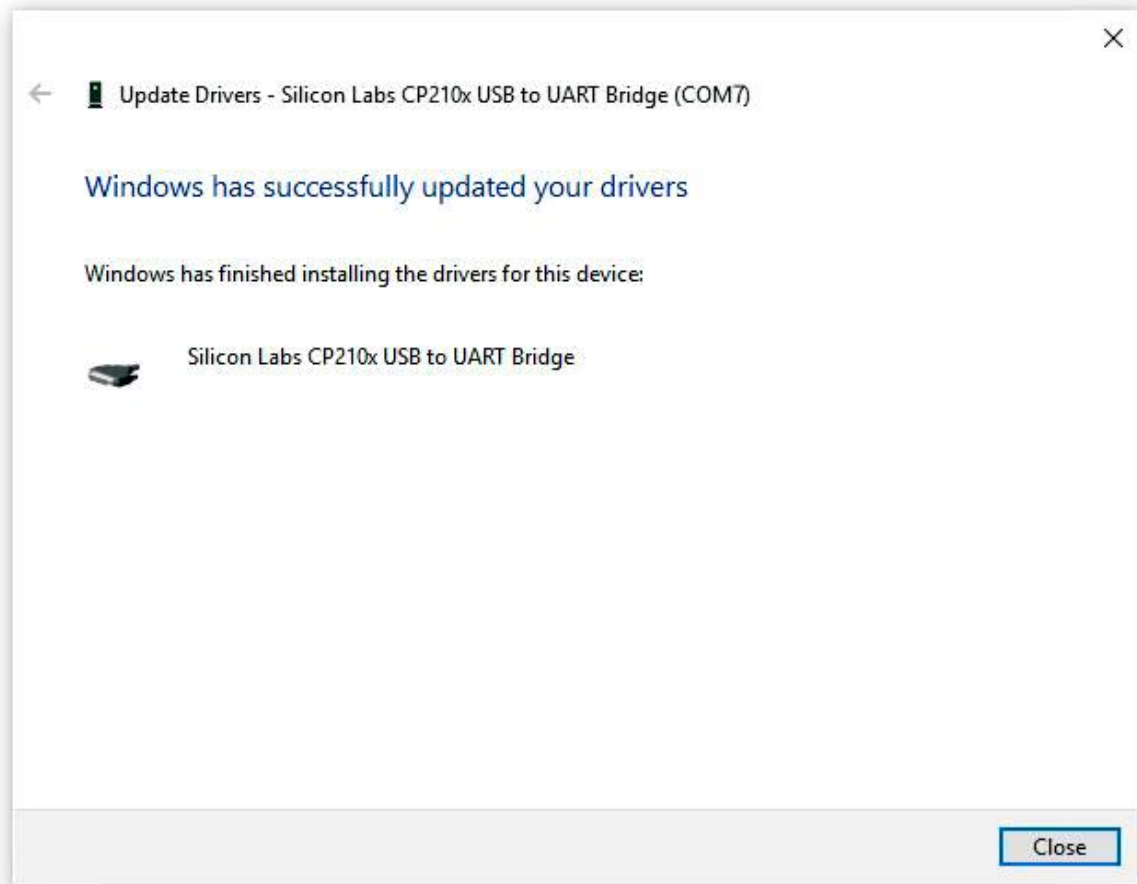 Update Drivers - Silicon Labs CP210x USB to UART Bridge (COM7)
Windows has successfully updated your drivers
Windows has finished installing the drivers for this device:
Silicon Labs CP210x USB to UART Bridge
Close